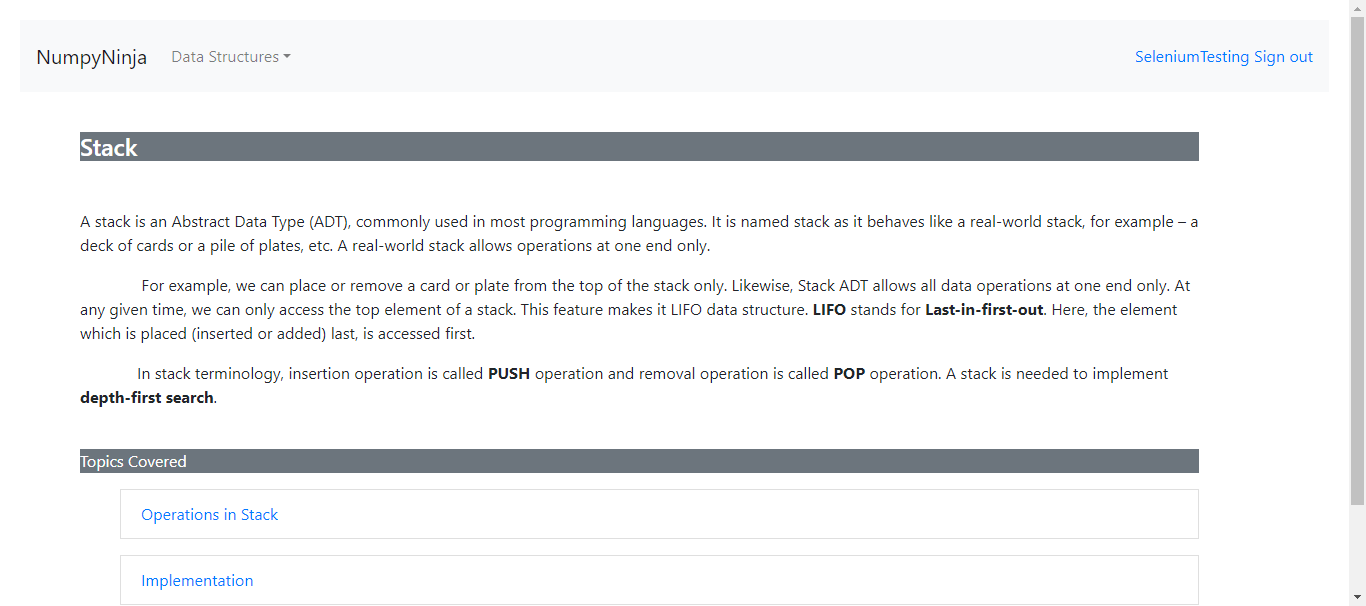 NumpyNinja Data Structures SeleniumTesting Sign out
Stack
A stack is an Abstract Data Type (ADT), commonly used in most programming languages. It is named stack as it behaves like a real-world stack, for example – a
deck of cards or a pile of plates, etc. A real-world stack allows operations at one end only.
For example, we can place or remove a card or plate from the top of the stack only. Likewise, Stack ADT allows all data operations at one end only. At
any given time, we can only access the top element of a stack. This feature makes it LIFO data structure. LIFO stands for Last-in-first-out. Here, the element
which is placed (inserted or added) last, is accessed first.
In stack terminology, insertion operation is called PUSH operation and removal operation is called POP operation. A stack is needed to implement
depth-first search.
Topics Covered
Operations in Stack
Implementation